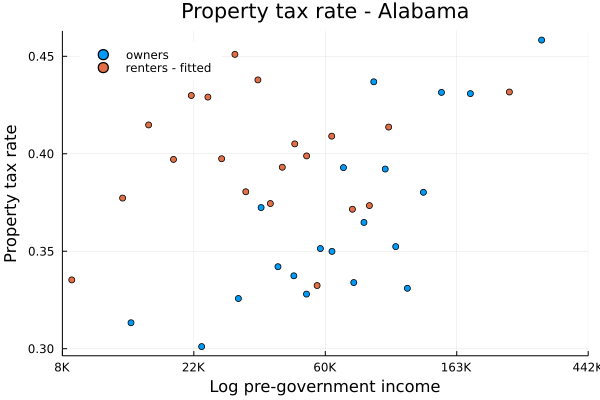 Property tax rate - Alabama
owners
renters - fitted
Property tax rate
0.45
0.40
0.35
0.30
8K
22K
60K
163K
442K
Log pre-government income